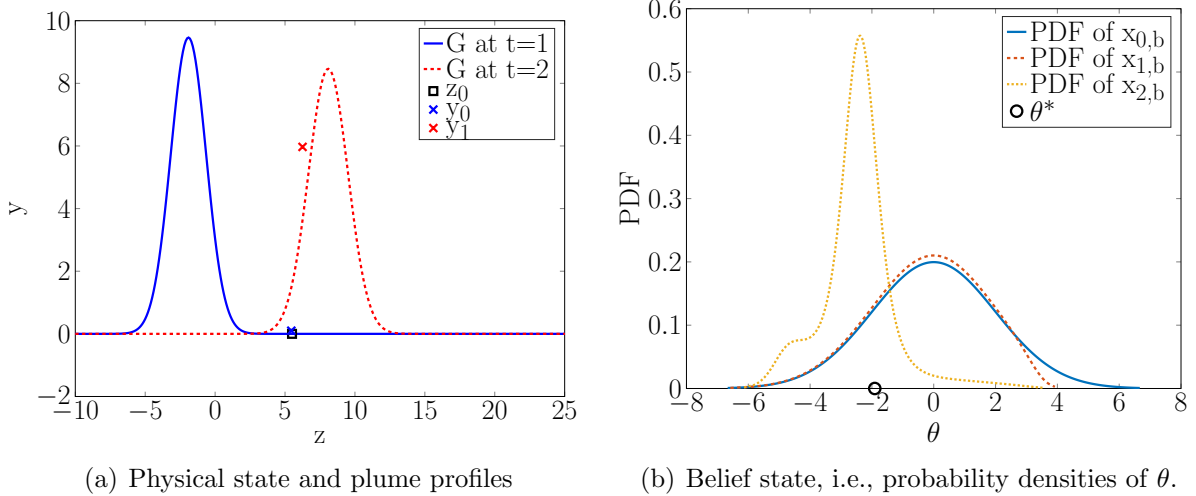 10
8
6
4
2
0
−2
−10
−5
0
5
10
15
20
25
y
z
G at t=1
G at t=2
z₀
y₀
y₁
(a) Physical state and plume profiles
0.6
0.5
0.4
0.3
0.2
0.1
0
−8
−6
−4
−2
0
2
4
6
8
PDF
θ
PDF of x₀,b
PDF of x₁,b
PDF of x₂,b
θ*
(b) Belief state, i.e., probability densities of θ.